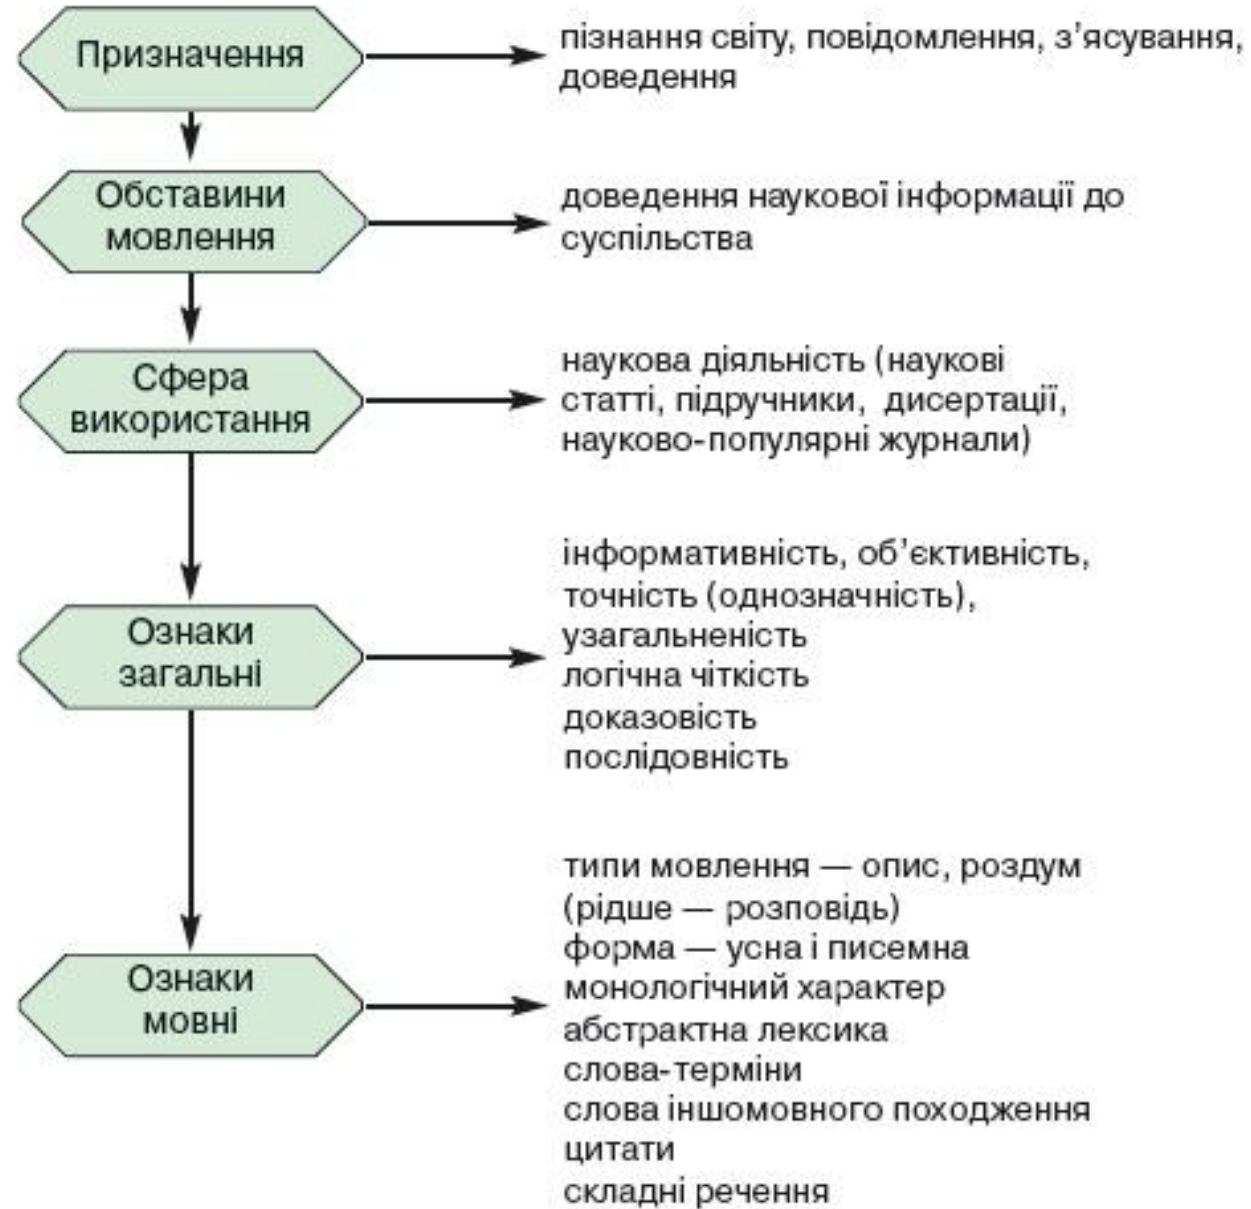 Призначення
пізнання світу, повідомлення, з’ясування,
доведення
Обставини
мовлення
доведення наукової інформації до
суспільства
Сфера
використання
наукова діяльність (наукові
статті, підручники, дисертації,
науково-популярні журнали)
Ознаки
загальні
інформативність, об’єктивність,
точність (однозначність),
узагальненість
логічна чіткість
доказовість
послідовність
Ознаки
мовні
типи мовлення — опис, роздум
(рідше — розповідь)
форма — усна і писемна
монологічний характер
абстрактна лексика
слова-терміни
слова іншомовного походження
цитати
складні речення